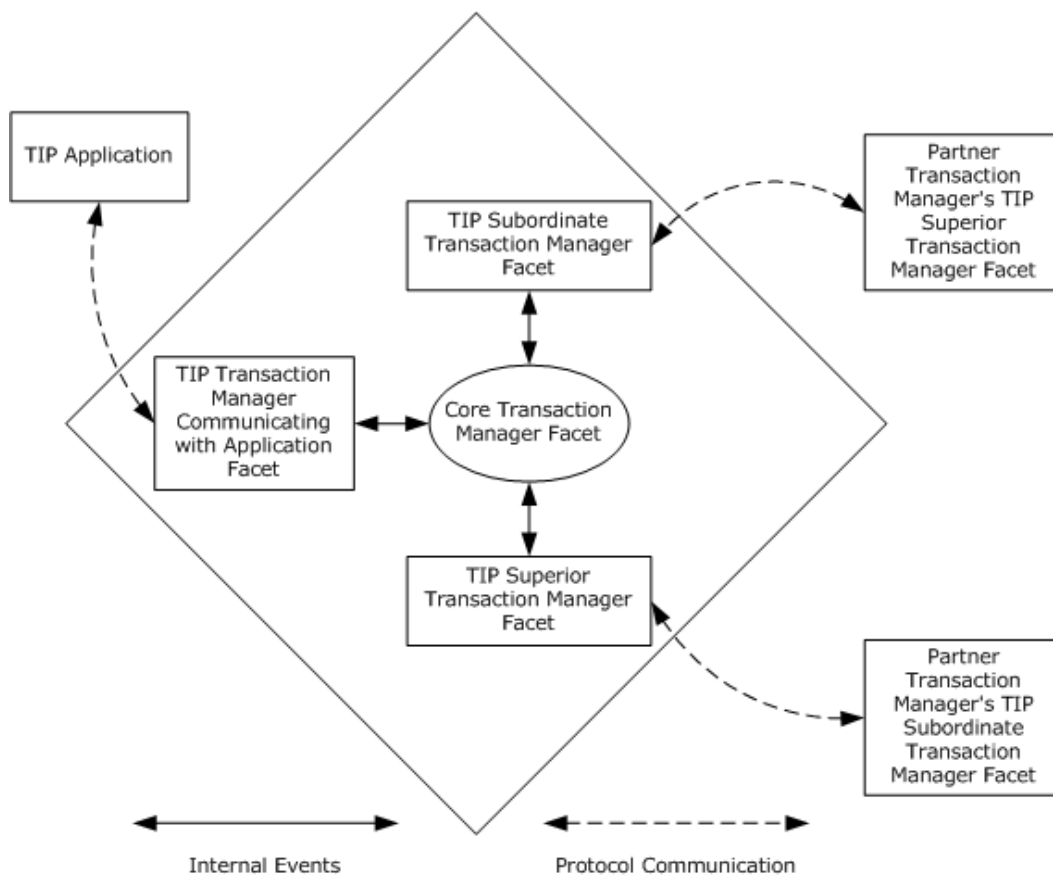 TIP Application
Partner
Transaction
Manager's TIP
Superior
Transaction
Manager Facet
TIP Subordinate
Transaction Manager
Facet
TIP Transaction
Manager
Communicating
with Application
Facet
Core Transaction
Manager Facet
TIP Superior
Transaction Manager
Facet
Partner
Transaction
Manager's TIP
Subordinate
Transaction
Manager Facet
Internal Events
Protocol Communication